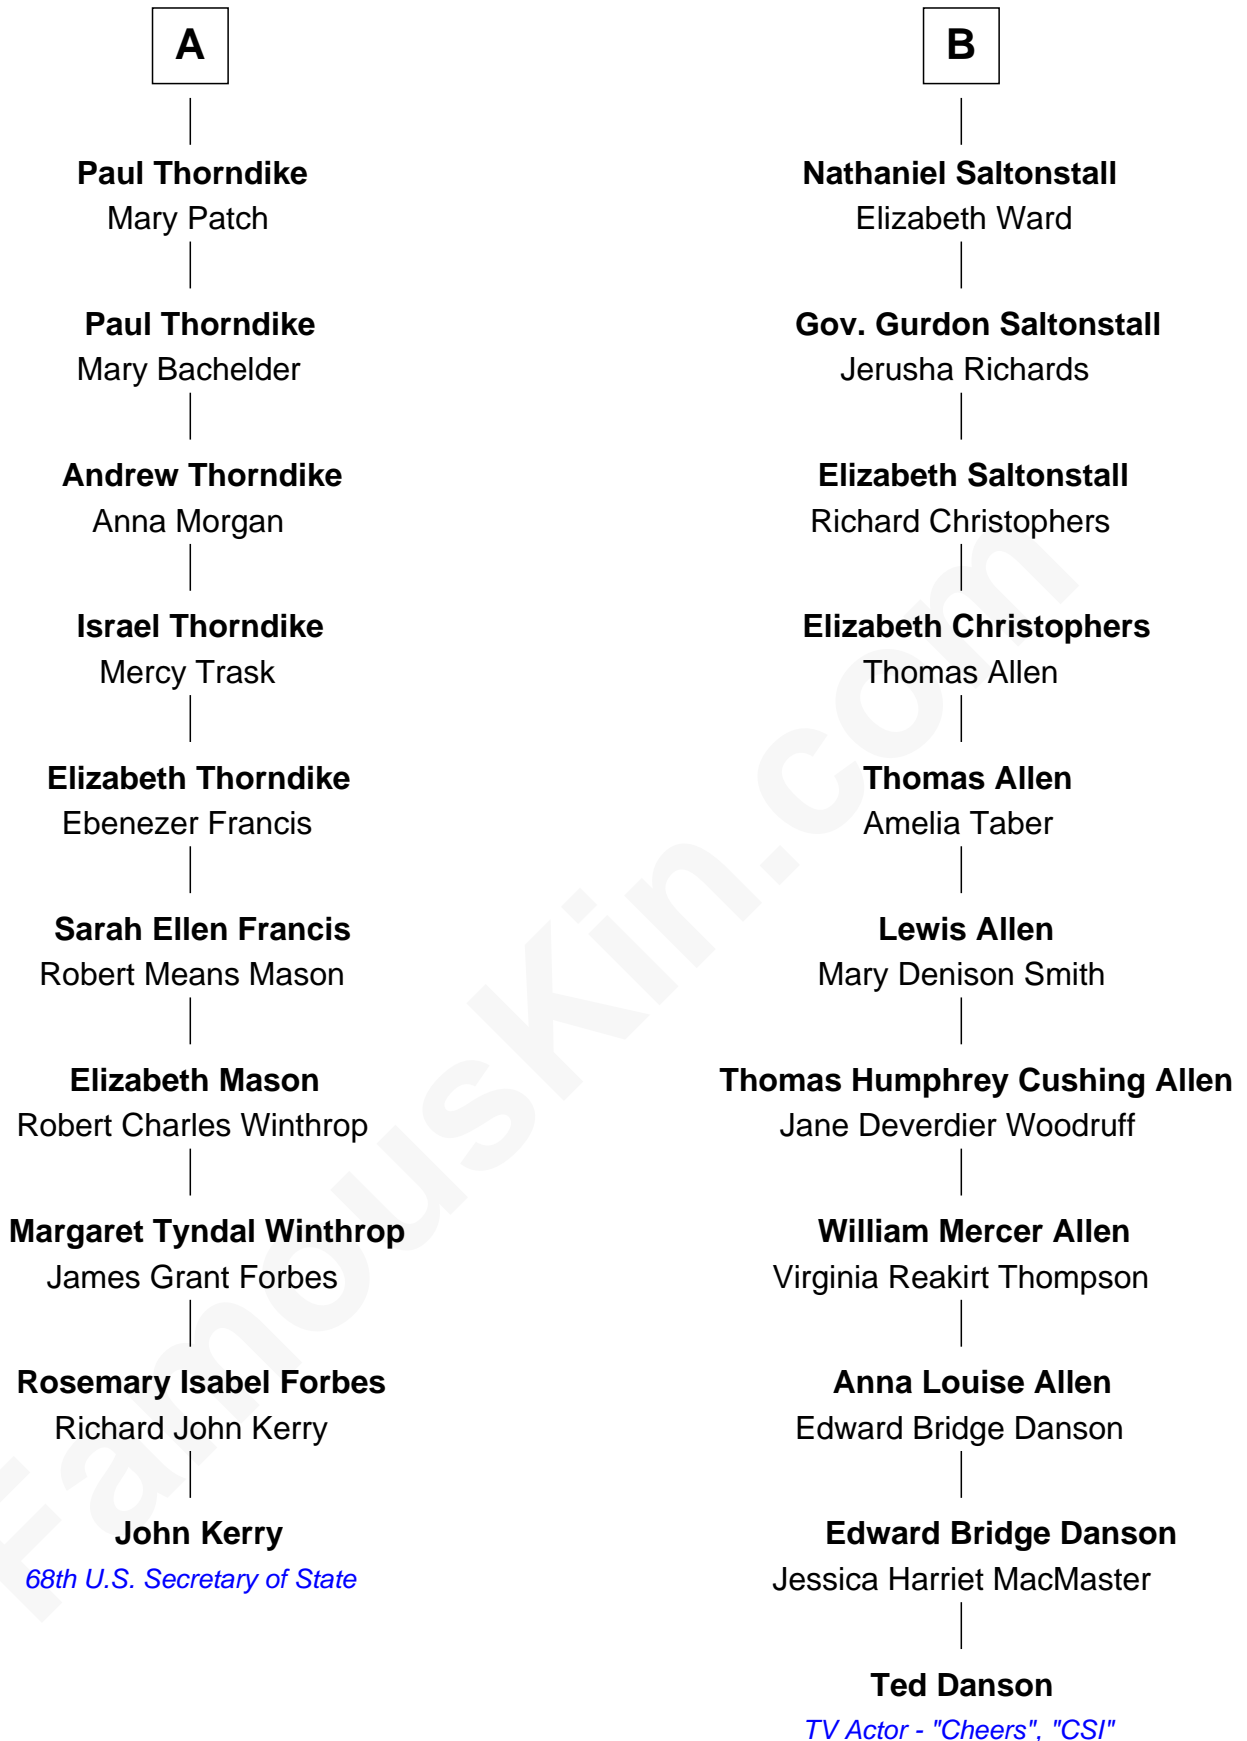 A
Paul Thorndike
Mary Patch
Paul Thorndike
Mary Bachelder
Andrew Thorndike
Anna Morgan
Israel Thorndike
Mercy Trask
Elizabeth Thorndike
Ebenezer Francis
Sarah Ellen Francis
Robert Means Mason
Elizabeth Mason
Robert Charles Winthrop
Margaret Tyndal Winthrop
James Grant Forbes
Rosemary Isabel Forbes
Richard John Kerry
John Kerry
68th U.S. Secretary of State
B
Nathaniel Saltonstall
Elizabeth Ward
Gov. Gurdon Saltonstall
Jerusha Richards
Elizabeth Saltonstall
Richard Christophers
Elizabeth Christophers
Thomas Allen
Thomas Allen
Amelia Taber
Lewis Allen
Mary Denison Smith
Thomas Humphrey Cushing Allen
Jane Deverdier Woodruff
William Mercer Allen
Virginia Reakirt Thompson
Anna Louise Allen
Edward Bridge Danson
Edward Bridge Danson
Jessica Harriet MacMaster
Ted Danson
TV Actor - "Cheers", "CSI"
FamousKin.com